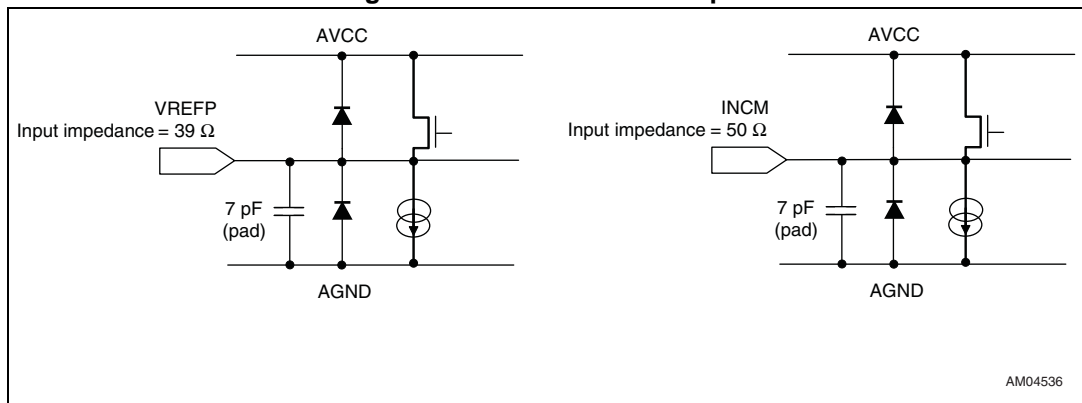 AVCC
VREFP
Input impedance = 39 Ω
7 pF
(pad)
AGND
AVCC
INCM
Input impedance = 50 Ω
7 pF
(pad)
AGND
AM04536